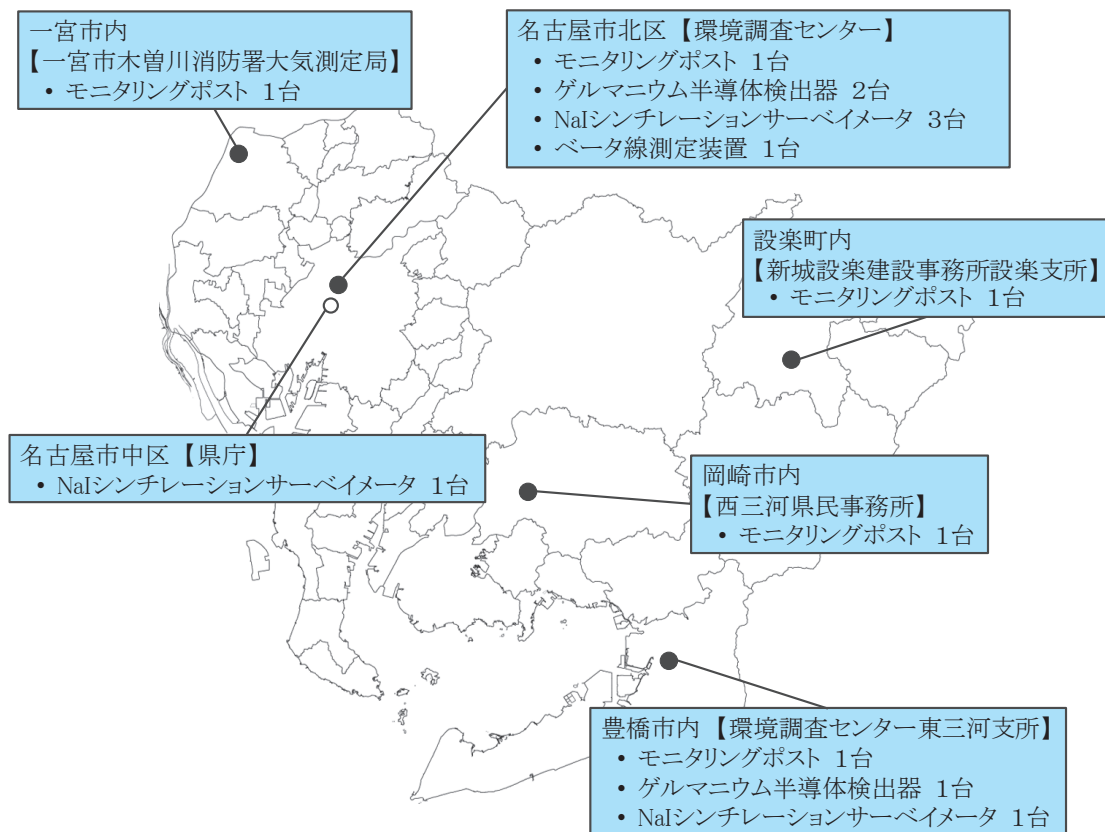 一宮市内
【一宮市木曽川消防署大気測定局】
• モニタリングポスト 1台
名古屋市北区【環境調査センター】
• モニタリングポスト 1台
• ゲルマニウム半導体検出器 2台
• NaIシンチレーションサーベイメータ 3台
• ベータ線測定装置 1台
設楽町内
【新城設楽建設事務所設楽支所】
• モニタリングポスト 1台
名古屋市中区【県庁】
• NaIシンチレーションサーベイメータ 1台
岡崎市内
【西三河県民事務所】
• モニタリングポスト 1台
豊橋市内【環境調査センター東三河支所】
• モニタリングポスト 1台
• ゲルマニウム半導体検出器 1台
• NaIシンチレーションサーベイメータ 1台